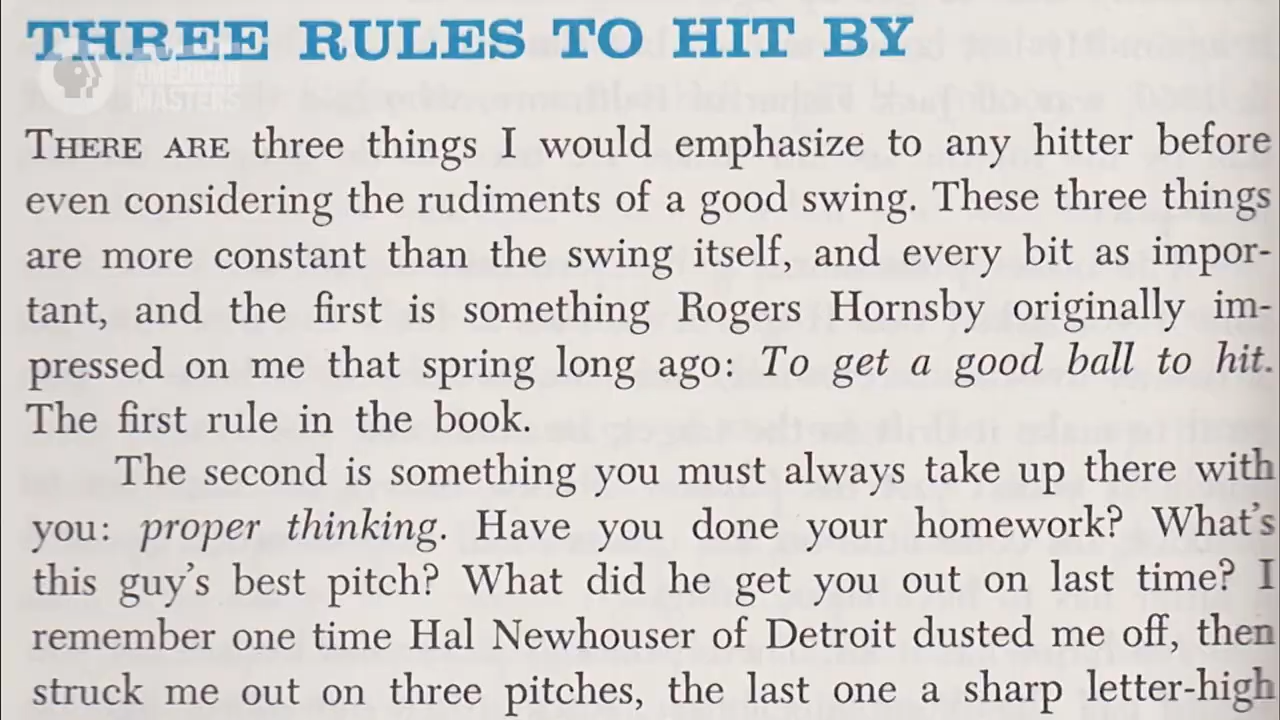 THREE RULES TO HIT BY
AMERICAN
MASTERS
THERE ARE three things I would emphasize to any hitter before
even considering the rudiments of a good swing. These three things
are more constant than the swing itself, and every bit as impor-
tant, and the first is something Rogers Hornsby originally im-
pressed on me that spring long ago: To get a good ball to hit.
The first rule in the book.
The second is something you must always take up there with
you: proper thinking. Have you done your homework? What's
this guy's best pitch? What did he get you out on last time? I
remember one time Hal Newhouser of Detroit dusted me off, then
struck me out on three pitches, the last one a sharp letter-high